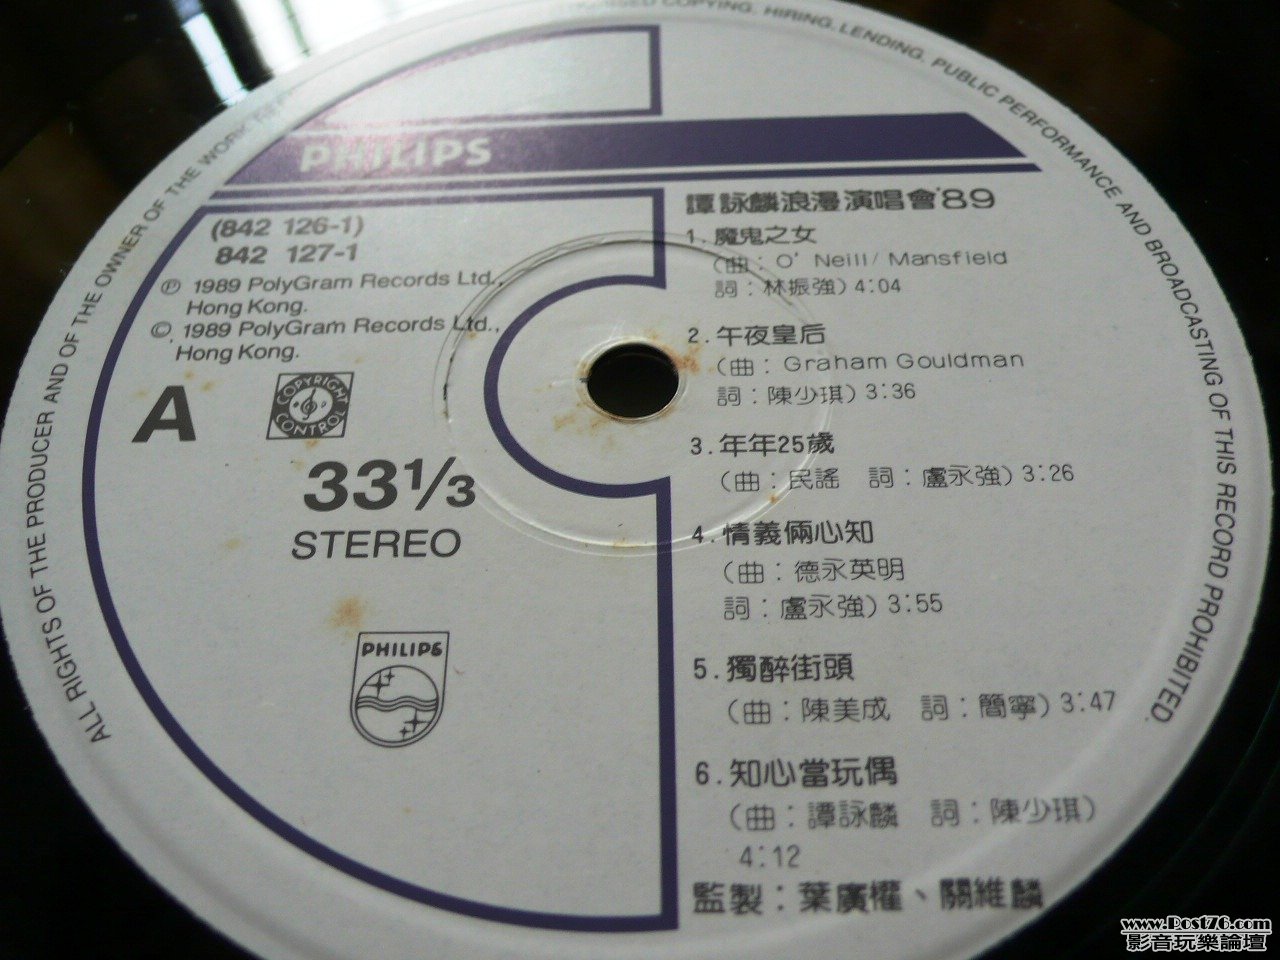 ALL RIGHTS OF THE PRODUCER AND OF THE OWNER OF THE WORK
COPYING. HIRING. LENDING. PUBLIC PERFORMANCE AND BROADCASTING OF THIS RECORD PROHIBITED.
PHILIPS
(842 126-1)
842 127-1
Ⓟ 1989 PolyGram Records Ltd.,
Hong Kong.
© 1989 PolyGram Records Ltd.,
Hong Kong.
A
COPYRIGHT
CONTROL
33⅓
STEREO
PHILIPS
譚詠麟浪漫演唱會'89
1. 魔鬼之女
(曲: O' Neill/Mansfield
詞:林振強) 4:04
2. 午夜皇后
(曲: Graham Gouldman
詞:陳少琪) 3:36
3. 年年25歲
(曲:民謠 詞:盧永強) 3:26
4. 情義倆心知
(曲:德永英明
詞:盧永強) 3:55
5. 獨醉街頭
(曲:陳美成 詞:簡寧) 3:47
6. 知心當玩偶
(曲:譚詠麟 詞:陳少琪)
4:12
監製:葉廣權、關維麟
www.Post76.com
影音玩樂論壇